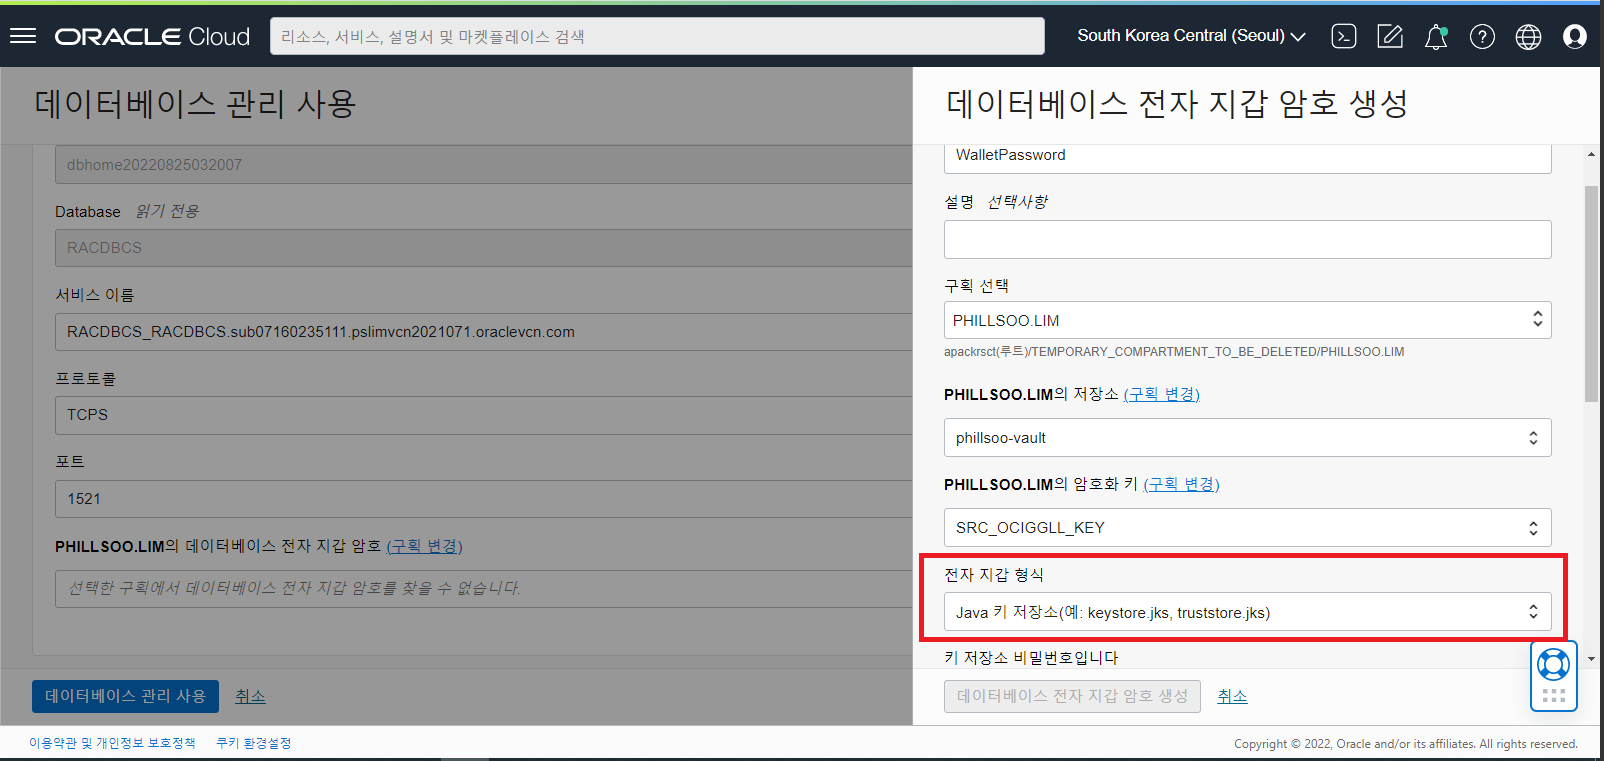 ORACLE Cloud
리소스, 서비스, 설명서 및 마켓플레이스 검색
South Korea Central (Seoul)
데이터베이스 관리 사용
dbhome20220825032007
Database 읽기 전용
RACDBCS
서비스 이름
RACDBCS_RACDBCS.sub07160235111.pslimvcn2021071.oraclevcn.com
프로토콜
TCPS
포트
1521
PHILLSOO.LIM의 데이터베이스 전자 지갑 암호 (구획 변경)
선택한 구획에서 데이터베이스 전자 지갑 암호를 찾을 수 없습니다.
데이터베이스 관리 사용 취소
데이터베이스 전자 지갑 암호 생성
WalletPassword
설명 선택사항
구획 선택
PHILLSOO.LIM
apackrsct(루트)/TEMPORARY_COMPARTMENT_TO_BE_DELETED/PHILLSOO.LIM
PHILLSOO.LIM의 저장소 (구획 변경)
phillsoo-vault
PHILLSOO.LIM의 암호화 키 (구획 변경)
SRC_OCIGGLL_KEY
전자 지갑 형식
Java 키 저장소(예: keystore.jks, truststore.jks)
키 저장소 비밀번호입니다
데이터베이스 전자 지갑 암호 생성 취소
이용약관 및 개인정보 보호정책 쿠키 환경설정
Copyright © 2022, Oracle and/or its affiliates. All rights reserved.